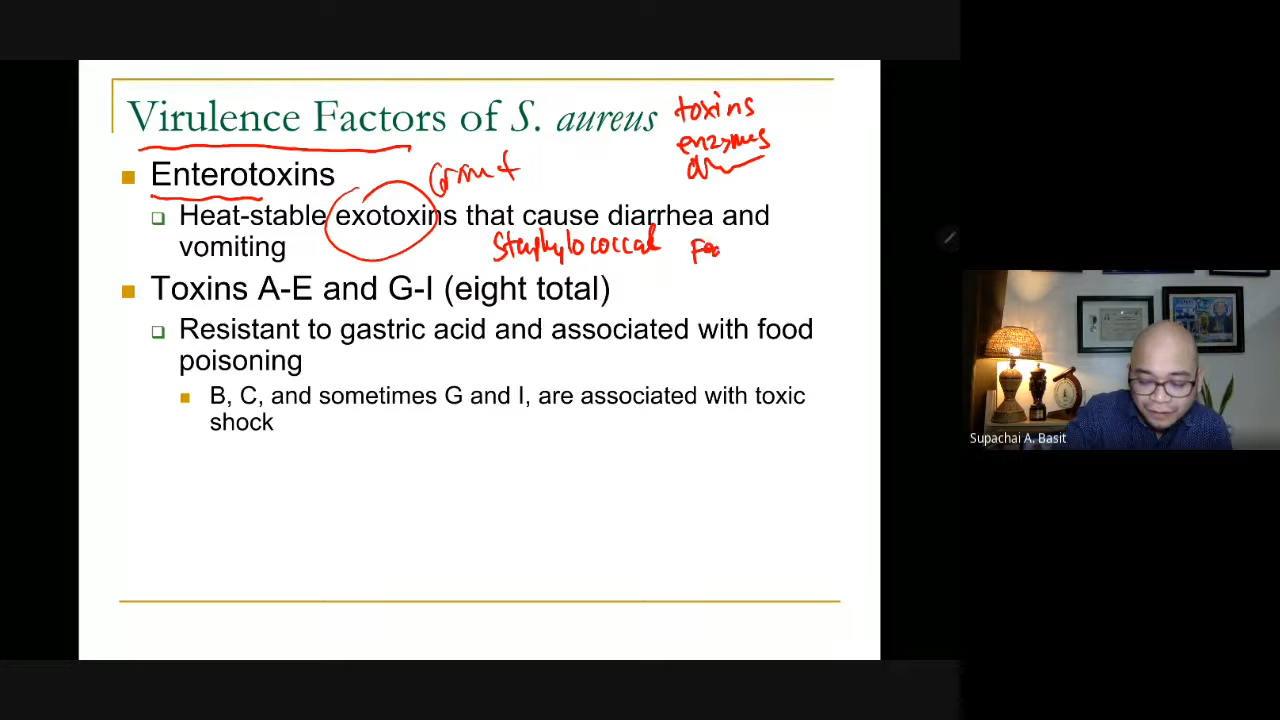 Virulence Factors of S. aureus
toxins
enzymes
Enterotoxins
Heat-stable exotoxins that cause diarrhea and
vomiting
Staphylococcal Foo
Toxins A-E and G-I (eight total)
Resistant to gastric acid and associated with food
poisoning
B, C, and sometimes G and I, are associated with toxic
shock
Supachai A. Basit